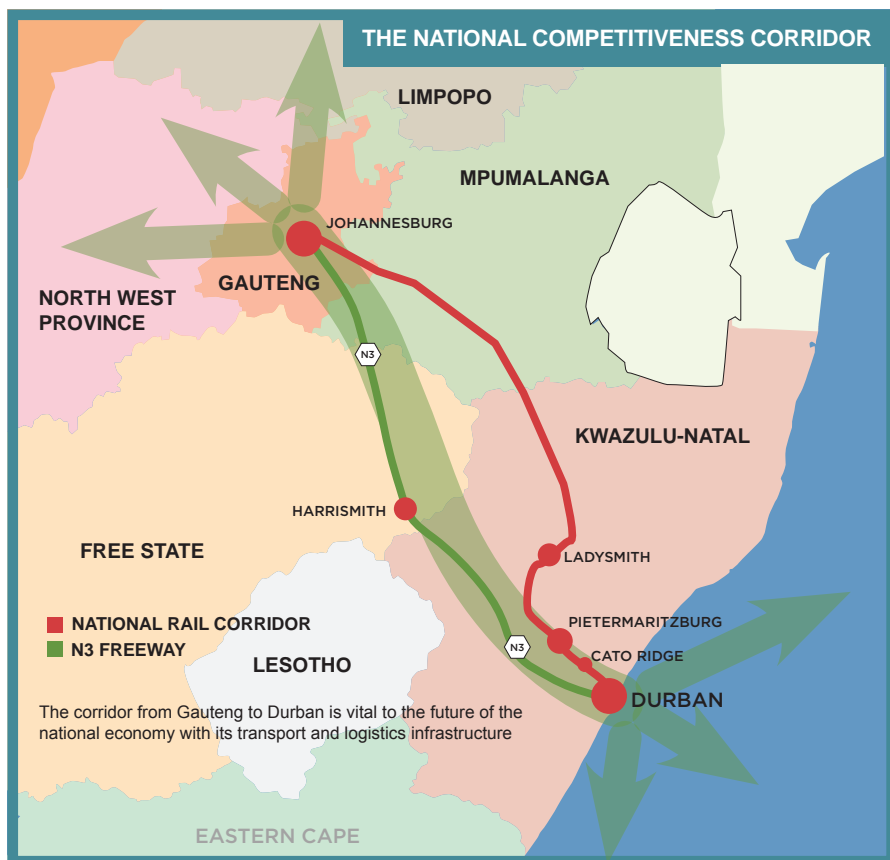 THE NATIONAL COMPETITIVENESS CORRIDOR
LIMPOPO
MPUMALANGA
JOHANNESBURG
GAUTENG
NORTH WEST
PROVINCE
N3
KWAZULU-NATAL
HARRISMITH
FREE STATE
LADYSMITH
NATIONAL RAIL CORRIDOR
N3 FREEWAY
PIETERMARITZBURG
N3
CATO RIDGE
LESOTHO
DURBAN
The corridor from Gauteng to Durban is vital to the future of the
national economy with its transport and logistics infrastructure
EASTERN CAPE